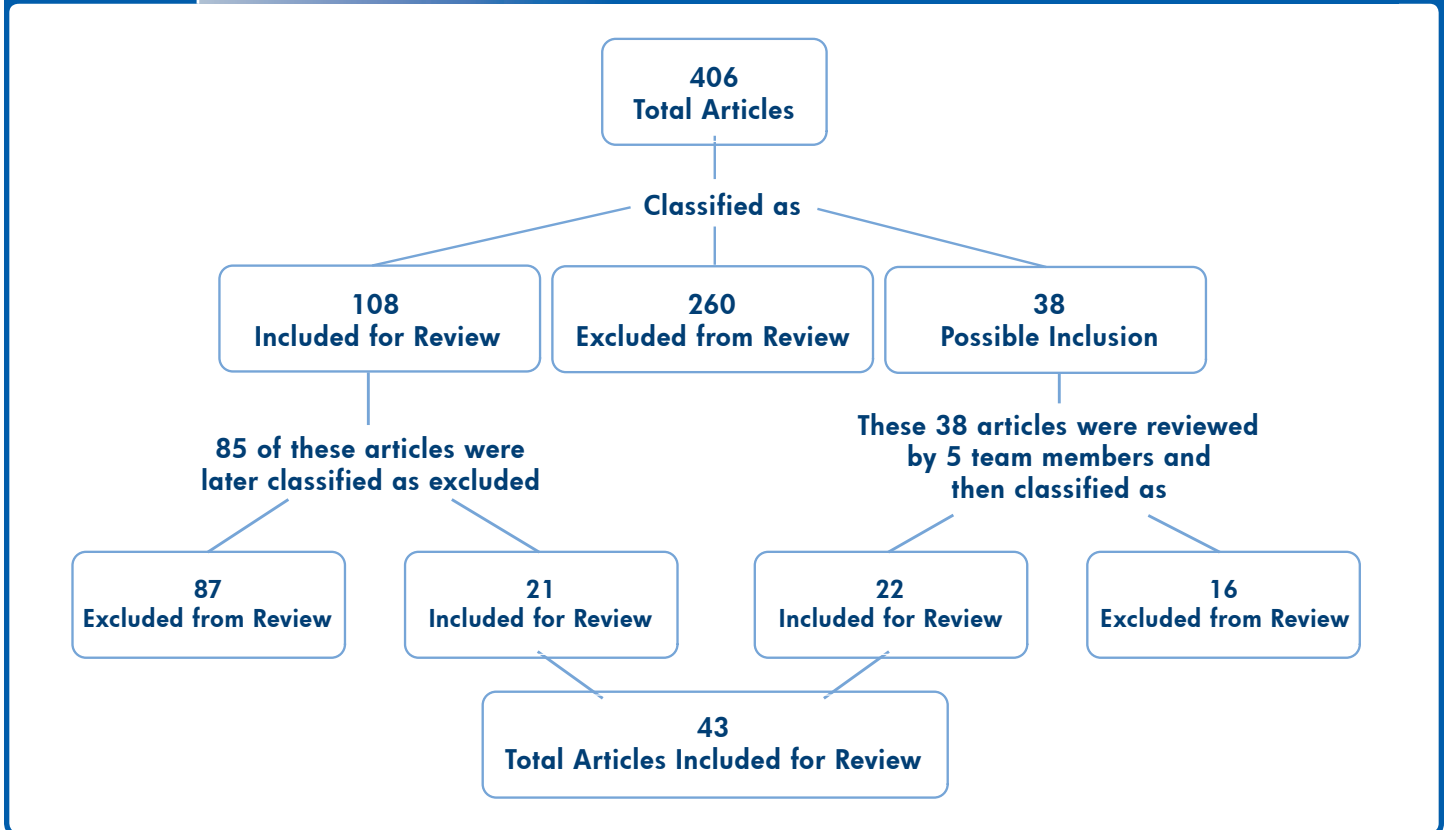 406
Total Articles
Classified as
108
Included for Review
260
Excluded from Review
38
Possible Inclusion
85 of these articles were
later classified as excluded
These 38 articles were reviewed
by 5 team members and
then classified as
87
Excluded from Review
21
Included for Review
22
Included for Review
16
Excluded from Review
43
Total Articles Included for Review